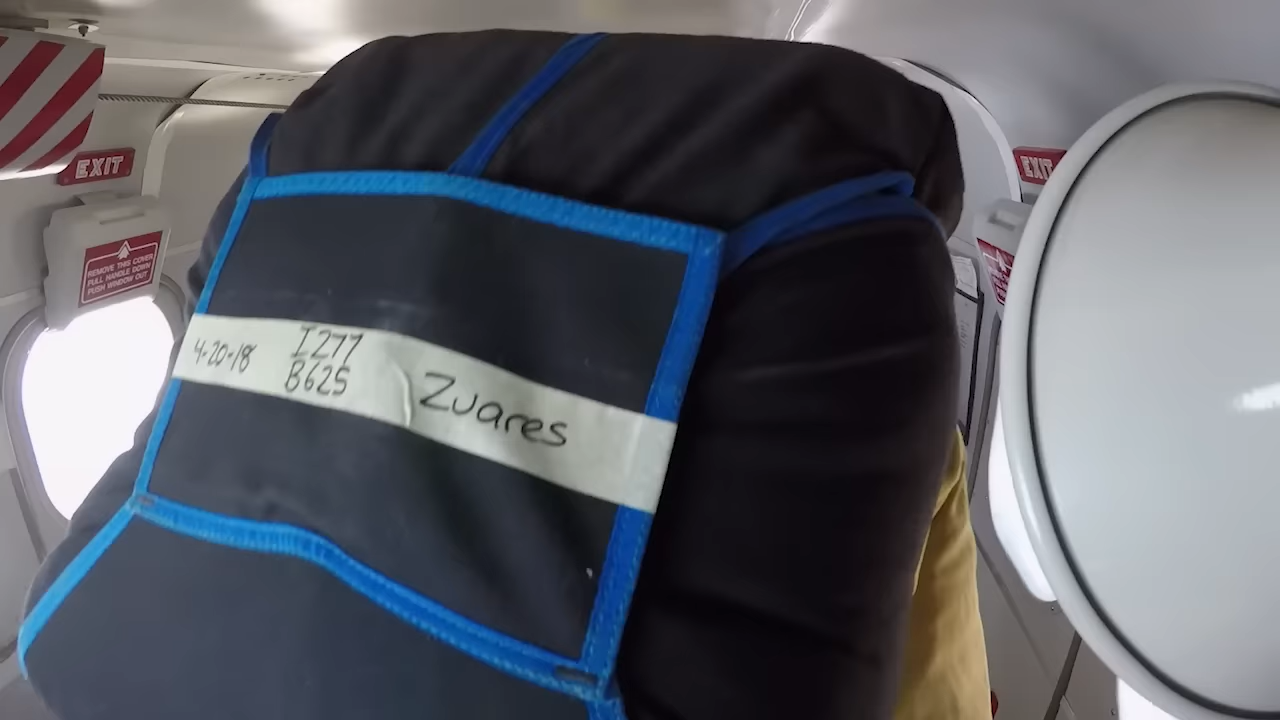 EXIT
REMOVE THIS COVER
PULL HANDLE DOWN
PUSH WINDOW OUT
4-20-18
I277
B625
Zuares
EXIT